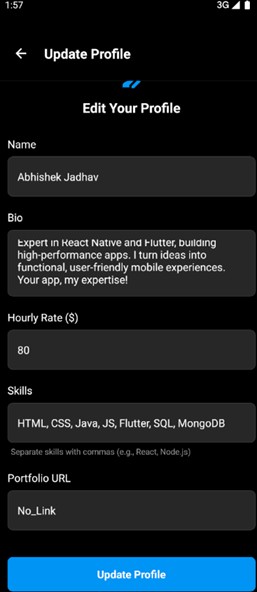 1:57
3G
Update Profile
Edit Your Profile
Name
Abhishek Jadhav
Bio
Expert in React Native and Flutter, building
high-performance apps. I turn ideas into
functional, user-friendly mobile experiences.
Your app, my expertise!
Hourly Rate ($)
80
Skills
HTML, CSS, Java, JS, Flutter, SQL, MongoDB
Separate skills with commas (e.g., React, Node.js)
Portfolio URL
No_Link
Update Profile